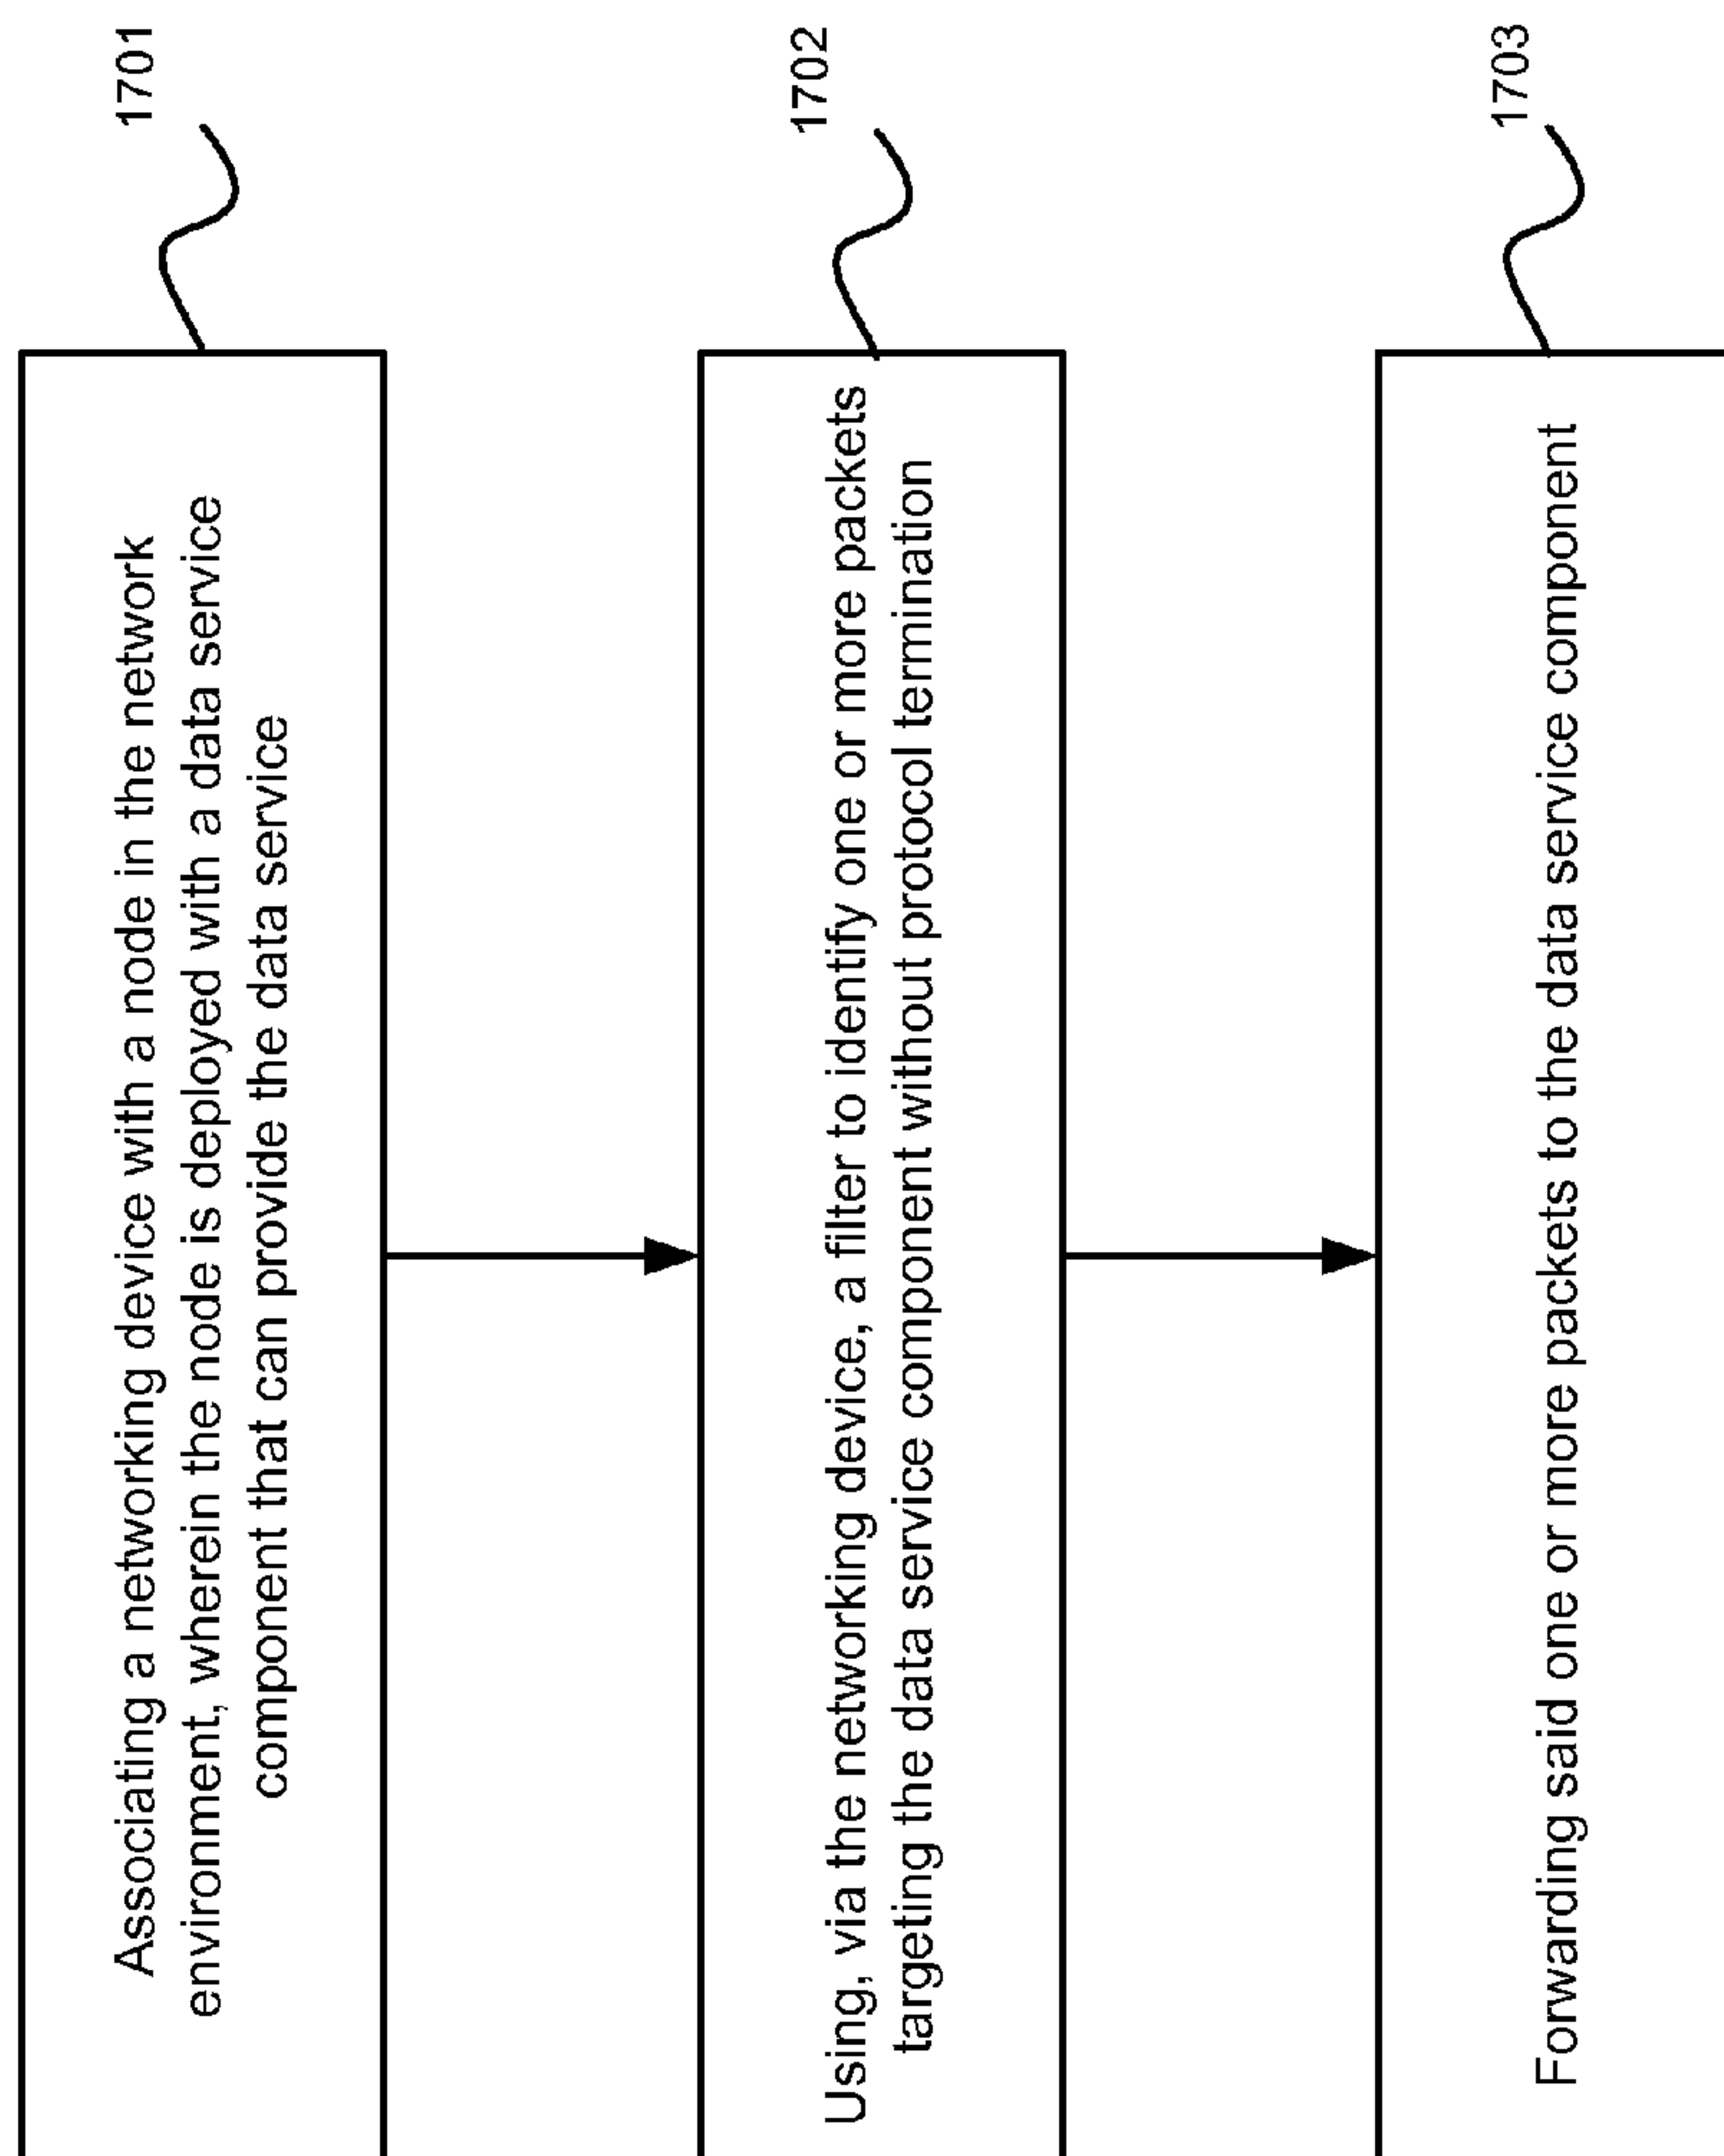 Associating a networking device with a node in the network
environment, wherein the node is deployed with a data service
component that can provide the data service
1701
Using, via the networking device, a filter to identify one or more packets
targeting the data service component without protocol termination
1702
Forwarding said one or more packets to the data service component
1703